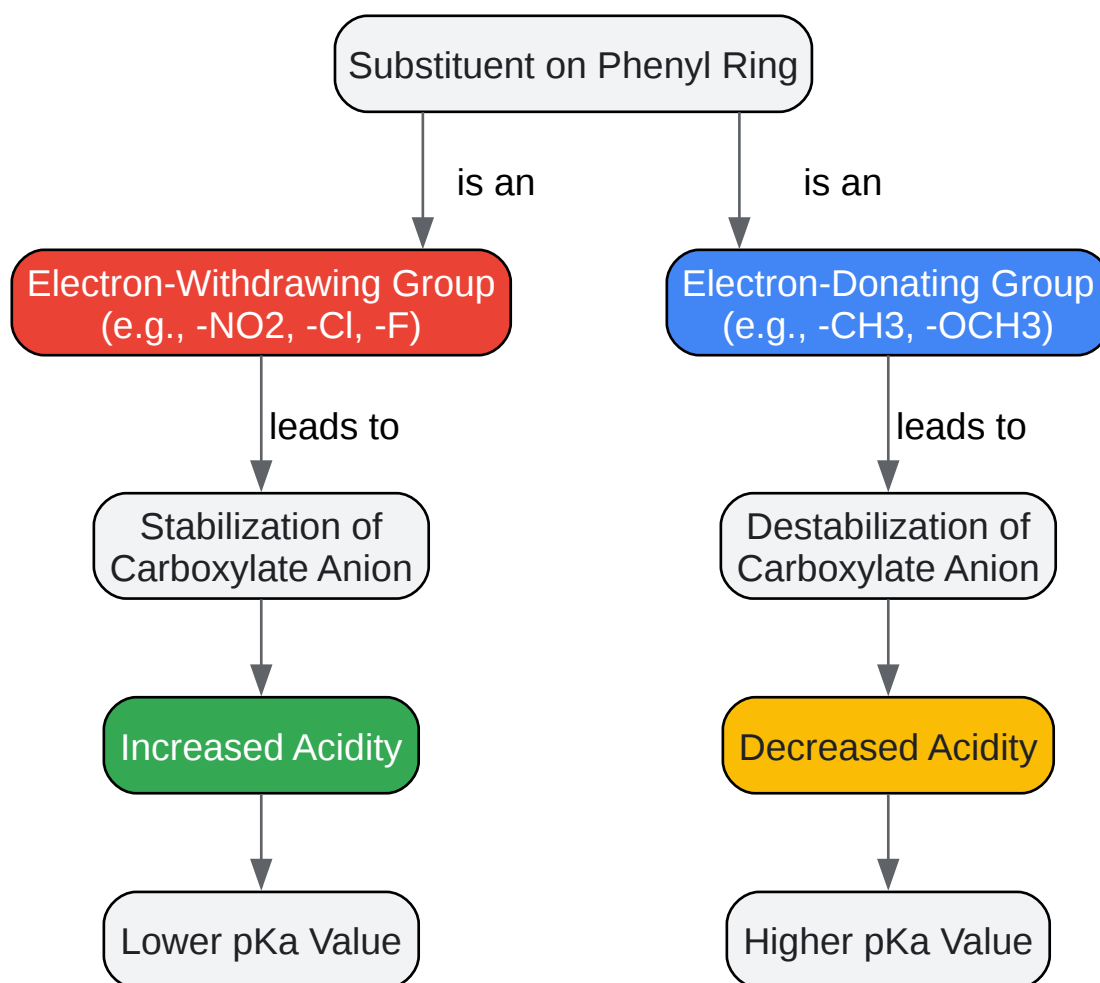 Substituent on Phenyl Ring
is an
is an
Electron-Withdrawing Group
(e.g., -NO2, -Cl, -F)
Electron-Donating Group
(e.g., -CH3, -OCH3)
leads to
leads to
Stabilization of
Carboxylate Anion
Destabilization of
Carboxylate Anion
Increased Acidity
Decreased Acidity
Lower pKa Value
Higher pKa Value